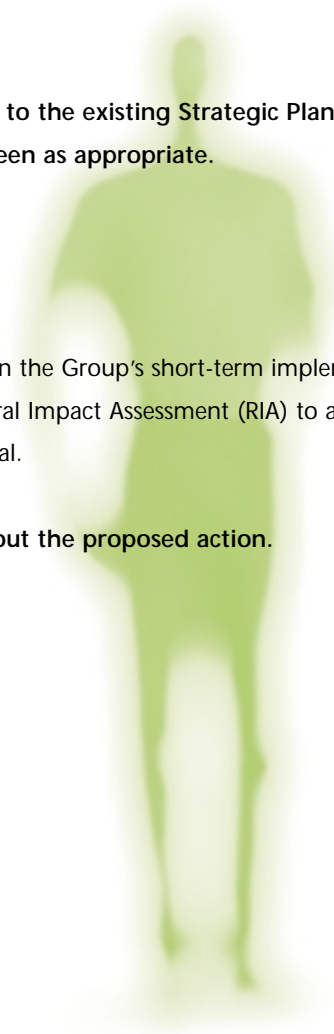 to the existing Strategic Plan
een as appropriate.
n the Group's short-term impler
ral Impact Assessment (RIA) to a
al.
out the proposed action.